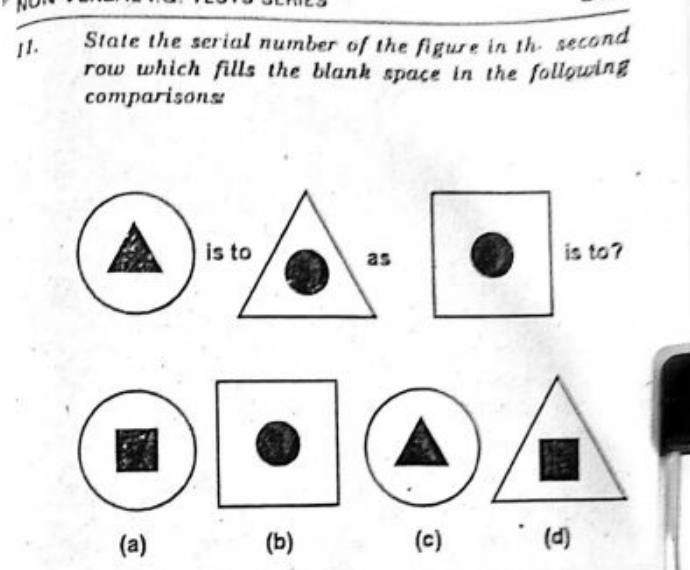 11. State the serial number of the figure in th. second
row which fills the blank space in the following
comparisons:
is to as is to?
(a) (b) (c) (d)